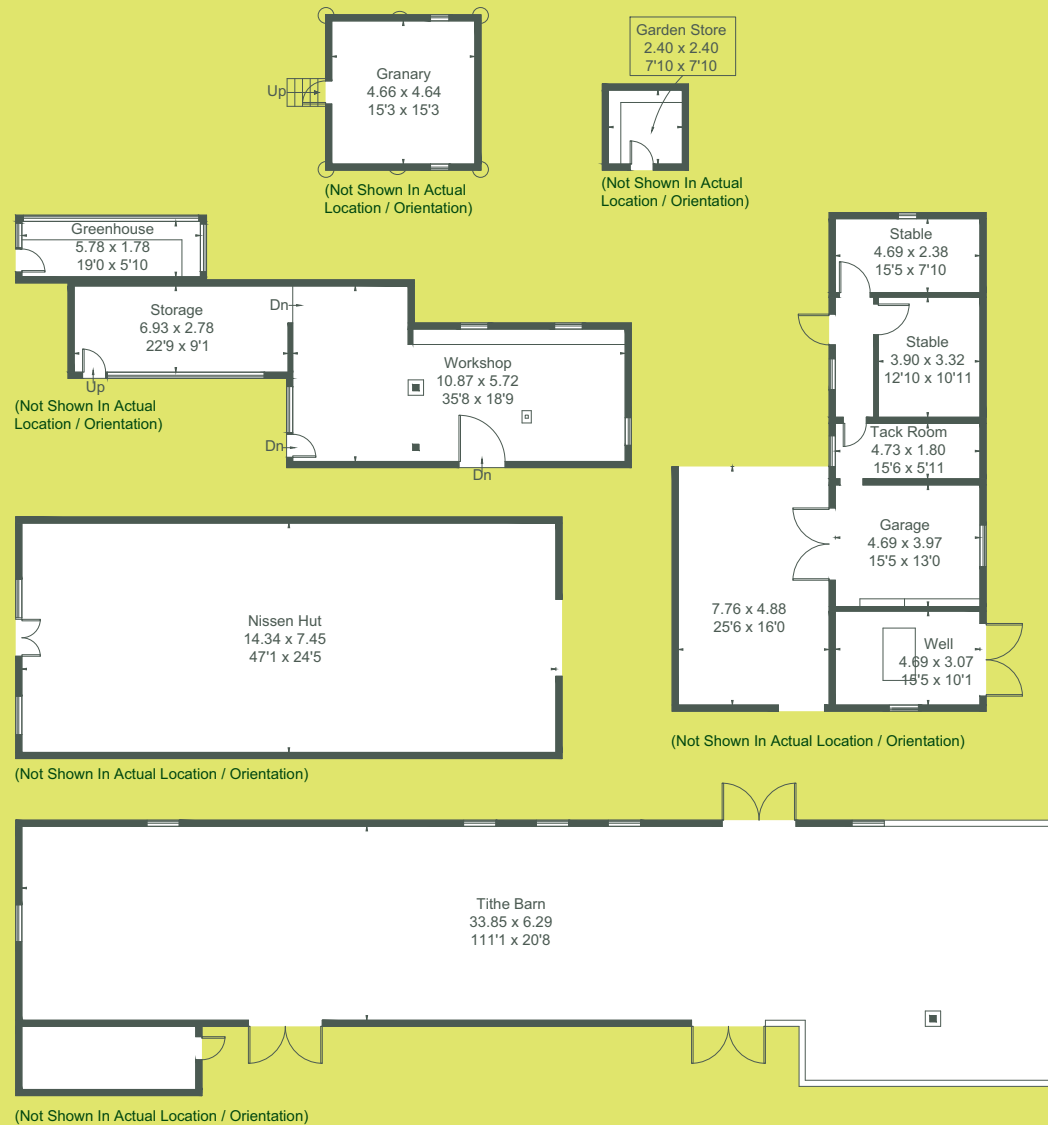 Granary
4.66 x 4.64
15'3 x 15'3
Up
(Not Shown In Actual
Location / Orientation)
Garden Store
2.40 x 2.40
7'10 x 7'10
(Not Shown In Actual
Location / Orientation)
Greenhouse
5.78 x 1.78
19'0 x 5'10
Storage
6.93 x 2.78
22'9 x 9'1
Dn
Up
(Not Shown In Actual
Location / Orientation)
Workshop
10.87 x 5.72
35'8 x 18'9
Dn
Dn
Stable
4.69 x 2.38
15'5 x 7'10
Stable
3.90 x 3.32
12'10 x 10'11
Tack Room
4.73 x 1.80
15'6 x 5'11
Garage
4.69 x 3.97
15'5 x 13'0
7.76 x 4.88
25'6 x 16'0
Well
4.69 x 3.07
15'5 x 10'1
(Not Shown In Actual Location / Orientation)
Nissen Hut
14.34 x 7.45
47'1 x 24'5
(Not Shown In Actual Location / Orientation)
Tithe Barn
33.85 x 6.29
111'1 x 20'8
(Not Shown In Actual Location / Orientation)